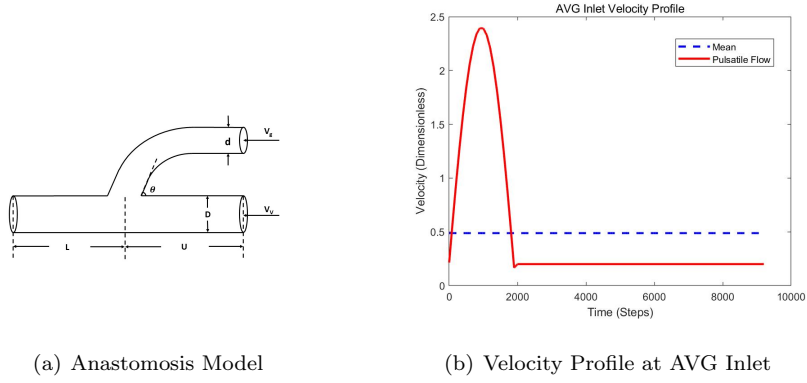 V_g
d
θ
D
V_v
L
U
AVG Inlet Velocity Profile
2.5
2
1.5
1
0.5
0
Velocity (Dimensionless)
Mean
Pulsatile Flow
0
2000
4000
6000
8000
10000
Time (Steps)
(a) Anastomosis Model
(b) Velocity Profile at AVG Inlet